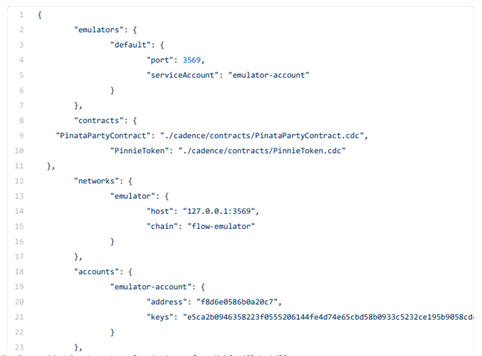 1 {
2 "emulators": {
3 "default": {
4 "port": 3569,
5 "serviceAccount": "emulator-account"
6 }
7 },
8 "contracts": {
9 "PinataPartyContract": "./cadence/contracts/PinataPartyContract.cdc",
10 "PinnieToken": "./cadence/contracts/PinnieToken.cdc"
11 },
12 "networks": {
13 "emulator": {
14 "host": "127.0.0.1:3569",
15 "chain": "flow-emulator"
16 }
17 },
18 "accounts": {
19 "emulator-account": {
20 "address": "f8d6e0586b0a20c7",
21 "keys": "e5ca2b0946358223f0555206144fe4d74e65cbd58b0933c5232ce195b9058cd
22 }
23 },